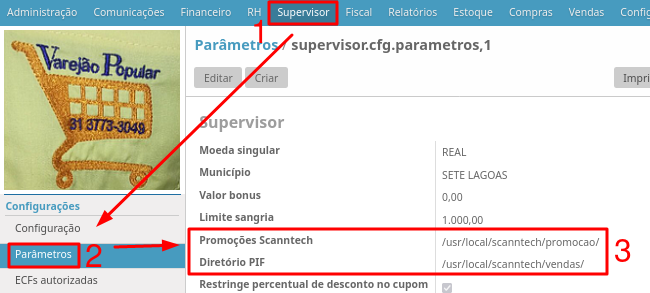 Administração Comunicações Financeiro RH Supervisor Fiscal Relatórios Estoque Compras Vendas Config
1
Parâmetros / supervisor.cfg.parametros,1
Editar Criar Impri
Varejão Popular
31 3773-3049
Supervisor
Moeda singular REAL
Município SETE LAGOAS
Valor bonus 0,00
Limite sangria 1.000,00
Promoções Scanntech /usr/local/scanntech/promocao/
Diretório PIF /usr/local/scanntech/vendas/
3
Restringe percentual de desconto no cupom
Configurações
Configuração
Parâmetros 2
ECFs autorizadas